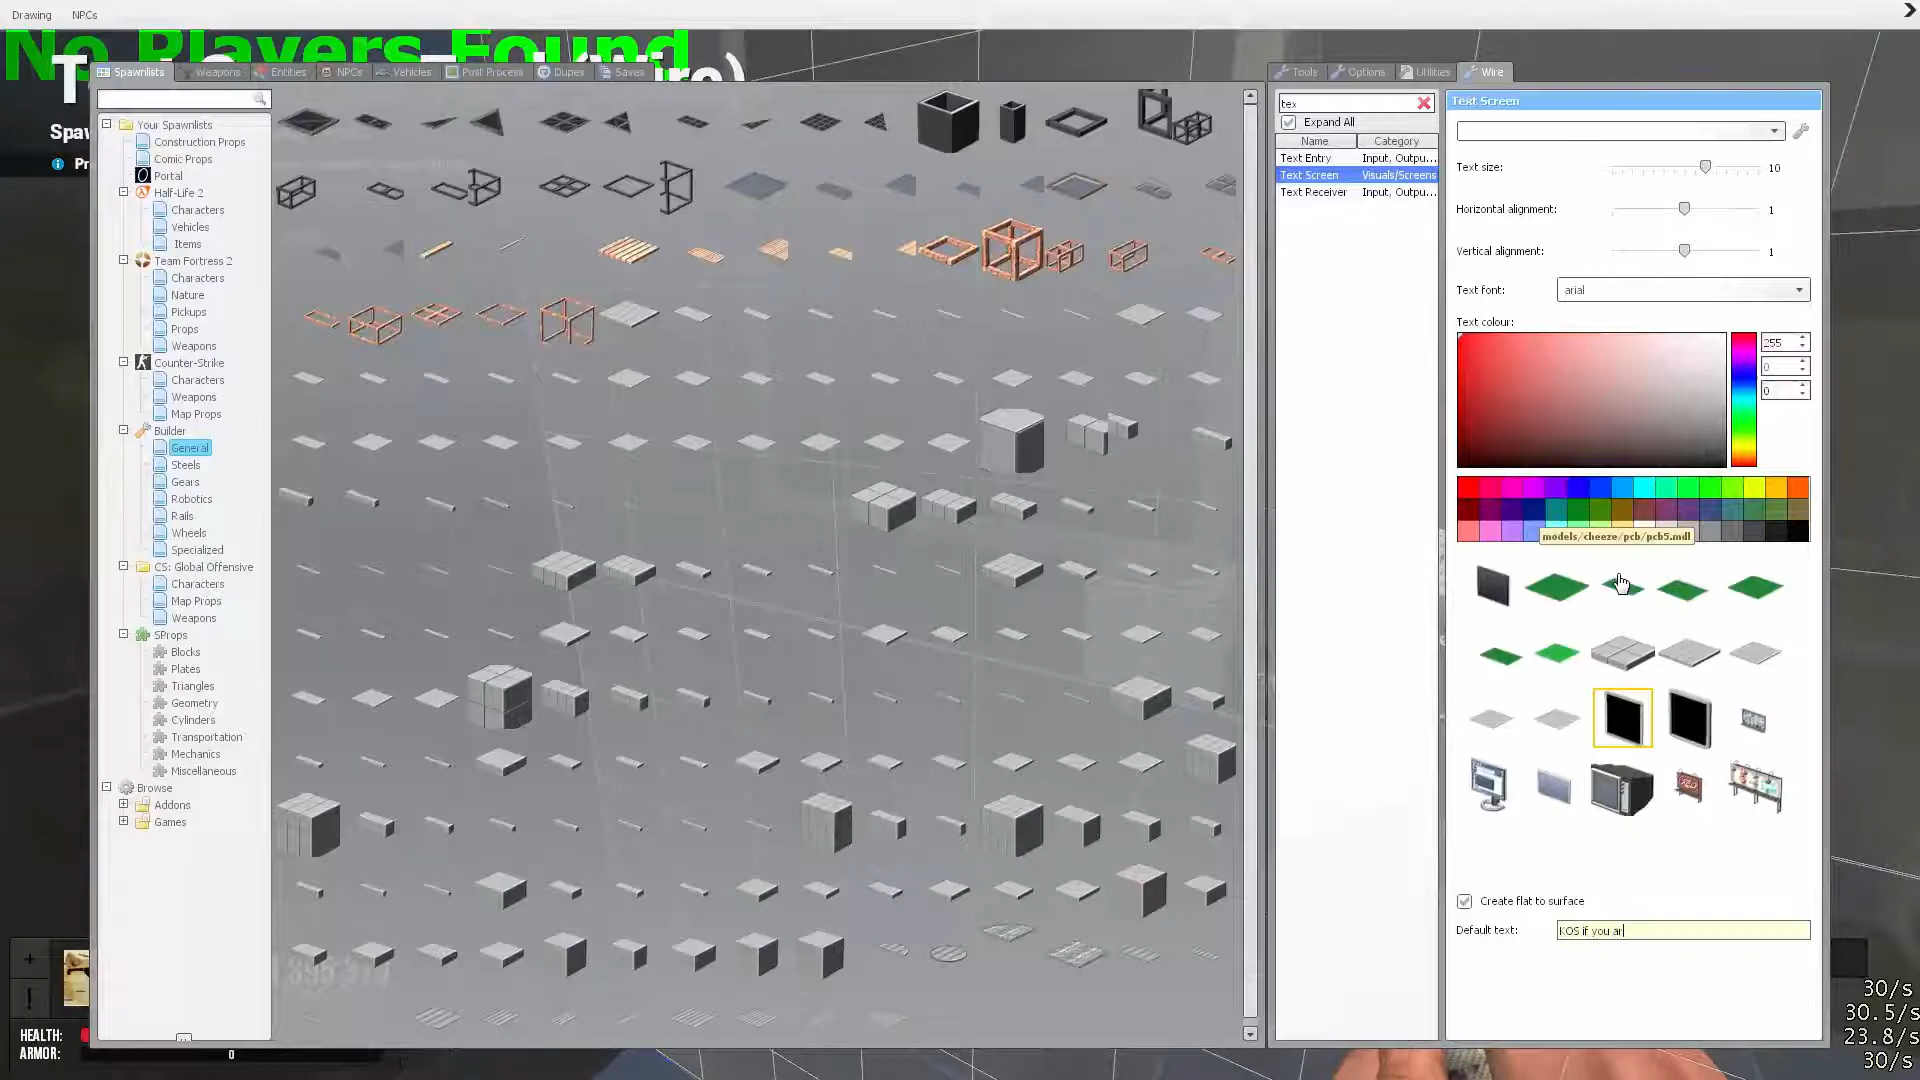 Drawing NPCs
No Players Found
(Wire)
Spawnlists Weapons Entities NPCs Vehicles Post Process Dupes Saves
Tools Options Utilities Wire
Your Spawnlists
Construction Props
Comic Props
Portal
Half-Life 2
Characters
Vehicles
Items
Team Fortress 2
Characters
Nature
Pickups
Props
Weapons
Counter-Strike
Characters
Weapons
Map Props
Builder
General
Steels
Gears
Robotics
Rails
Wheels
Specialized
CS: Global Offensive
Characters
Map Props
Weapons
SProps
Blocks
Plates
Triangles
Geometry
Cylinders
Transportation
Mechanics
Miscellaneous
Browse
Addons
Games
tex
Expand All
Name Category
Text Entry Input, Outpu...
Text Screen Visuals/Screens
Text Receiver Input, Outpu...
Text Screen
Text size: 10
Horizontal alignment: 1
Vertical alignment: 1
Text font: arial
Text colour:
255
0
0
models/cheeze/pcb/pcb5.mdl
Create flat to surface
Default text: KOS if you ar
HEALTH:
ARMOR:
0
30/s
30.5/s
23.8/s
30/s